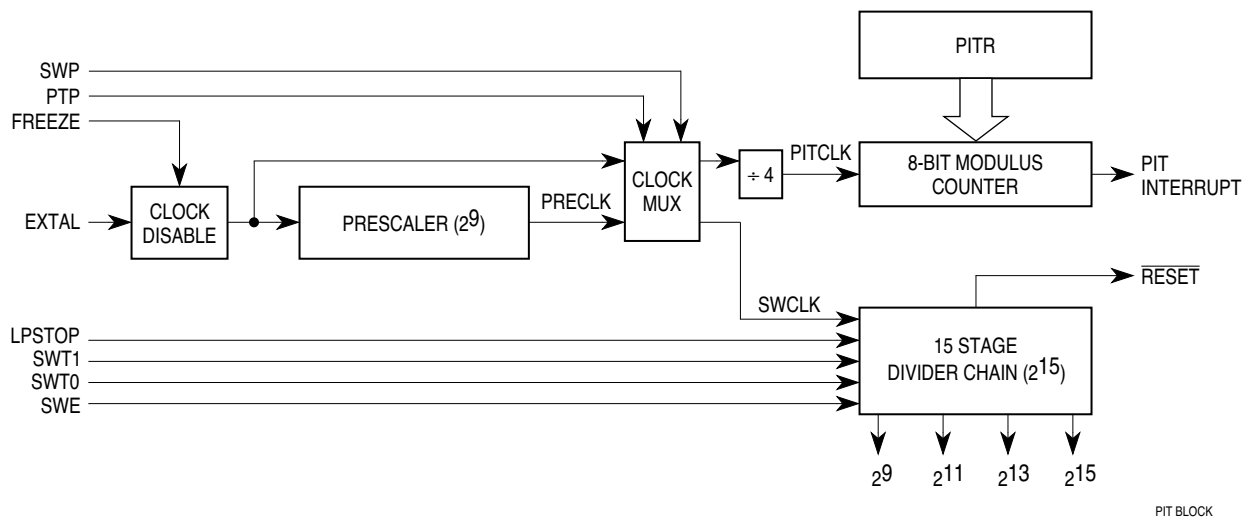 PITR
SWP
PTP
FREEZE
EXTAL
CLOCK
DISABLE
PRESCALER (2⁹)
PRECLK
CLOCK
MUX
÷ 4
PITCLK
8-BIT MODULUS
COUNTER
PIT
INTERRUPT
RESET
SWCLK
LPSTOP
SWT1
SWT0
SWE
15 STAGE
DIVIDER CHAIN (2¹⁵)
2⁹ 2¹¹ 2¹³ 2¹⁵
PIT BLOCK